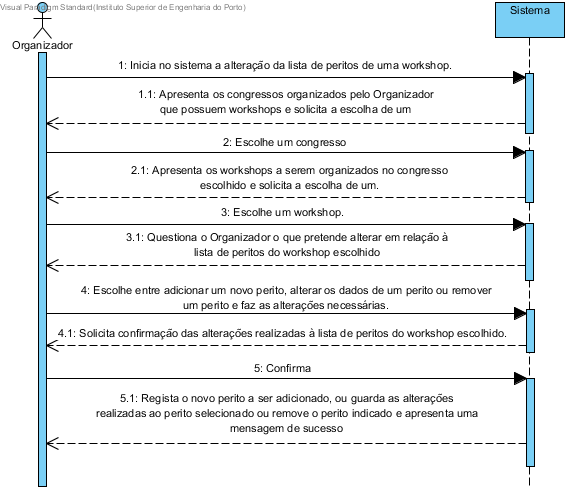 Visual Paradigm Standard(Instituto Superior de Engenharia do Porto)
Sistema
Organizador
1: Inicia no sistema a alteração da lista de peritos de uma workshop.
1.1: Apresenta os congressos organizados pelo Organizador
que possuem workshops e solicita a escolha de um
2: Escolhe um congresso
2.1: Apresenta os workshops a serem organizados no congresso
escolhido e solicita a escolha de um.
3: Escolhe um workshop.
3.1: Questiona o Organizador o que pretende alterar em relação à
lista de peritos do workshop escolhido
4: Escolhe entre adicionar um novo perito, alterar os dados de um perito ou remover
um perito e faz as alterações necessárias.
4.1: Solicita confirmação das alterações realizadas à lista de peritos do workshop escolhido.
5: Confirma
5.1: Regista o novo perito a ser adicionado, ou guarda as alterações
realizadas ao perito selecionado ou remove o perito indicado e apresenta uma
mensagem de sucesso